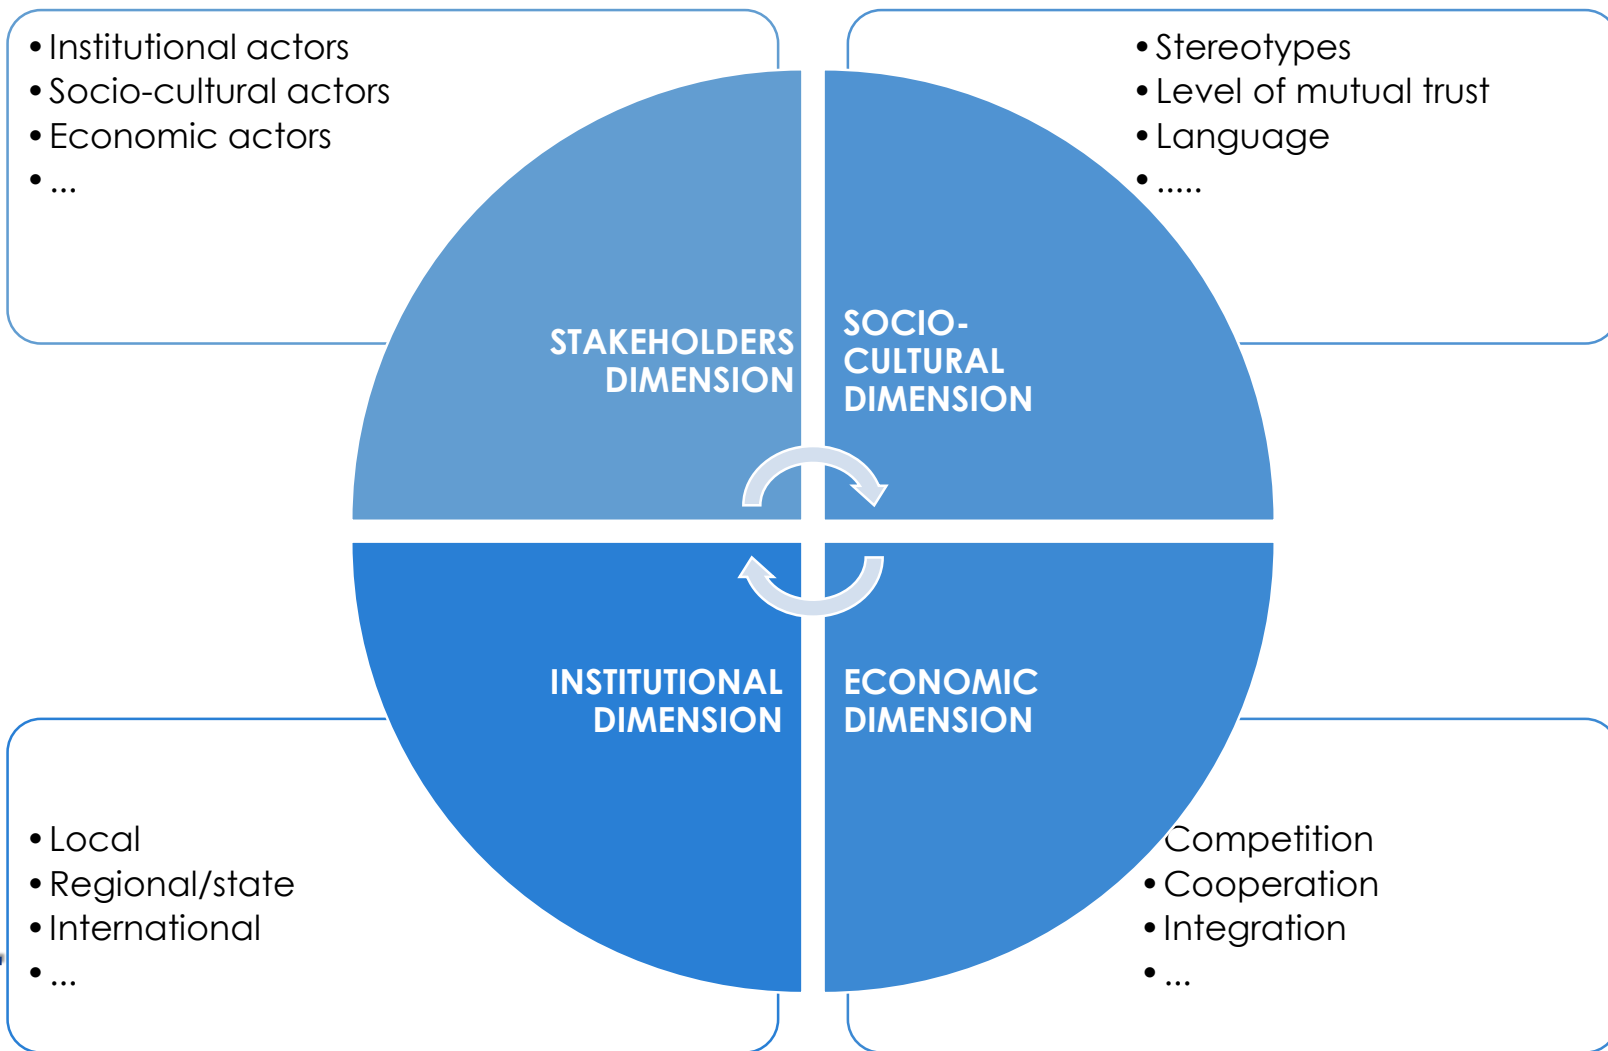 • Institutional actors
• Socio-cultural actors
• Economic actors
• ...
• Stereotypes
• Level of mutual trust
• Language
• .....
STAKEHOLDERS
DIMENSION
SOCIO-
CULTURAL
DIMENSION
INSTITUTIONAL
DIMENSION
ECONOMIC
DIMENSION
• Local
• Regional/state
• International
• ...
Competition
• Cooperation
• Integration
• ...